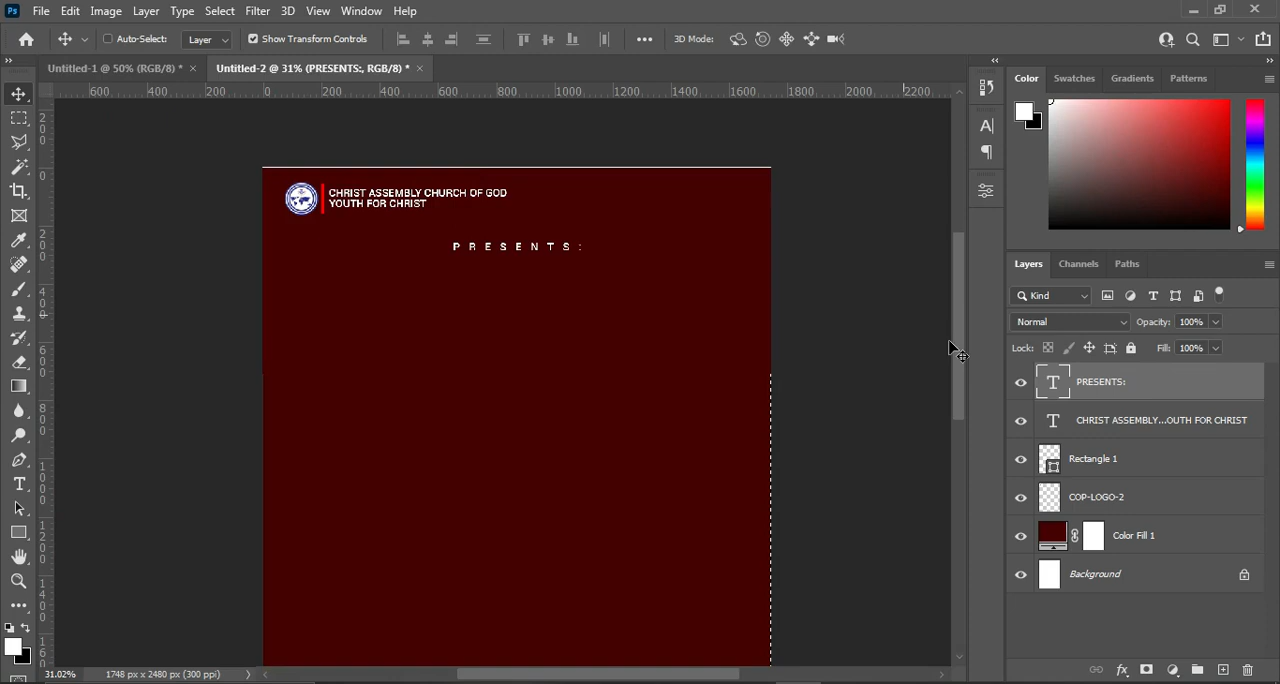 File Edit Image Layer Type Select Filter 3D View Window Help
Auto-Select: Layer Show Transform Controls 3D Mode:
Untitled-1 @ 50% (RGB/8) * × Untitled-2 @ 31% (PRESENTS:, RGB/8) * ×
600 400 200 0 200 400 600 800 1000 1200 1400 1600 1800 2000 2200
CHRIST ASSEMBLY CHURCH OF GOD
YOUTH FOR CHRIST
PRESENTS:
Color Swatches Gradients Patterns
Layers Channels Paths
Kind
Normal Opacity: 100%
Lock: Fill: 100%
PRESENTS:
CHRIST ASSEMBLY...OUTH FOR CHRIST
Rectangle 1
COP-LOGO-2
Color Fill 1
Background
31.02% 1748 px x 2480 px (300 ppi)